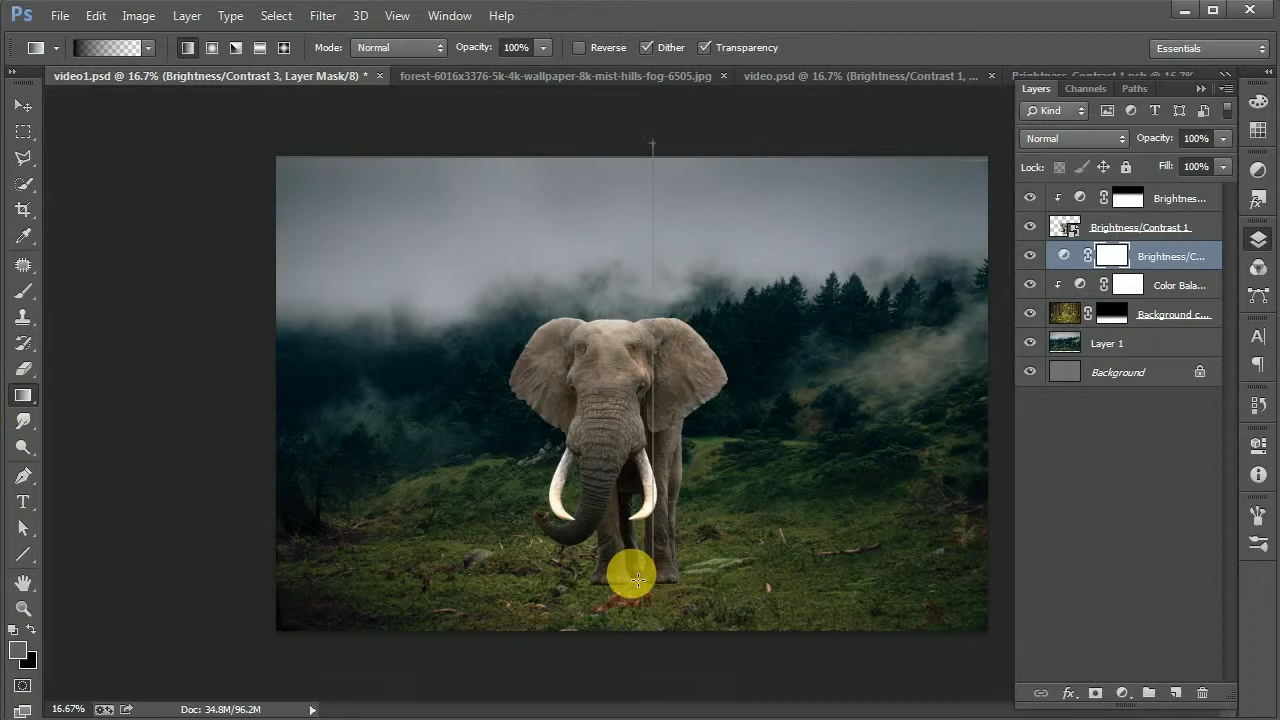 Ps File Edit Image Layer Type Select Filter 3D View Window Help
Mode: Normal Opacity: 100% Reverse Dither Transparency Essentials
video1.psd @ 16.7% (Brightness/Contrast 3, Layer Mask/8) * × forest-6016x3376-5k-4k-wallpaper-8k-mist-hills-fog-6505.jpg × video.psd @ 16.7% (Brightness/Contrast 1, ... ×
Layers Channels Paths
Kind
Normal Opacity: 100%
Lock: Fill: 100%
Brightnes...
Brightness/Contrast 1
Brightness/C...
Color Bala...
Background c...
Layer 1
Background
fx
16.67% Doc: 34.8M/96.2M